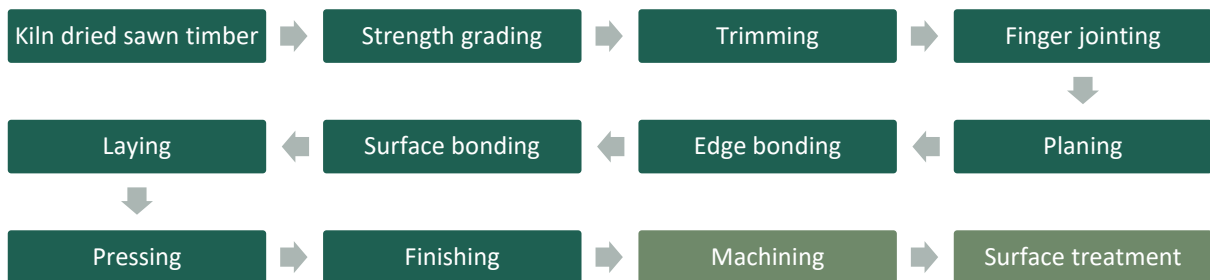 Kiln dried sawn timber
Strength grading
Trimming
Finger jointing
Planing
Edge bonding
Surface bonding
Laying
Pressing
Finishing
Machining
Surface treatment